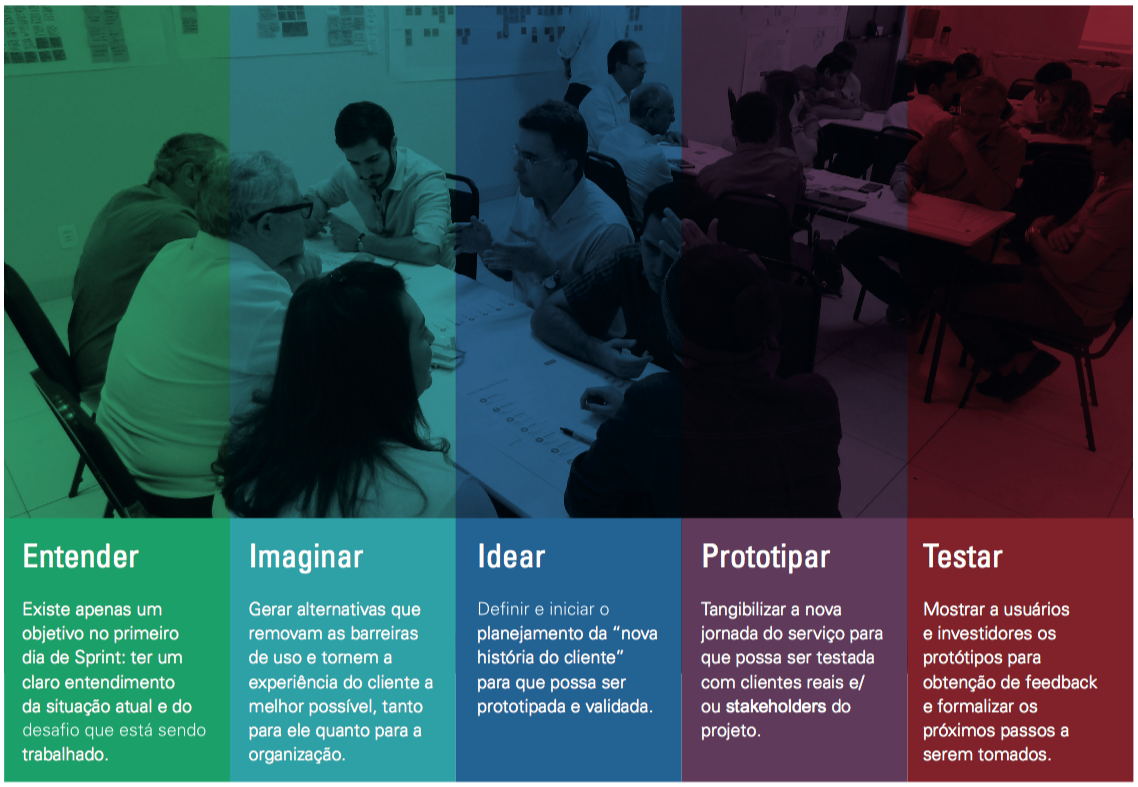 Entender
Existe apenas um
objetivo no primeiro
dia de Sprint: ter um
claro entendimento
da situação atual e do
desafio que está sendo
trabalhado.
Imaginar
Gerar alternativas que
removam as barreiras
de uso e tornem a
experiência do cliente a
melhor possível, tanto
para ele quanto para a
organização.
Idear
Definir e iniciar o
planejamento da “nova
história do cliente”
para que possa ser
prototipada e validada.
Prototipar
Tangibilizar a nova
jornada do serviço para
que possa ser testada
com clientes reais e/
ou stakeholders do
projeto.
Testar
Mostrar a usuários
e investidores os
protótipos para
obtenção de feedback
e formalizar os
próximos passos a
serem tomados.